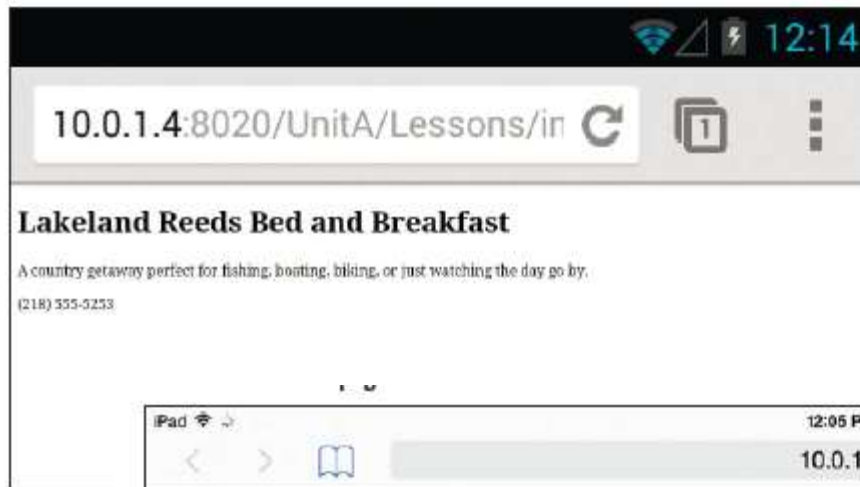 12:14
10.0.1.4:8020/UnitA/Lessons/in
1
Lakeland Reeds Bed and Breakfast
A country getaway perfect for fishing, boating, biking, or just watching the day go by.
(218) 555-5253
iPad
12:05 P
10.0.1